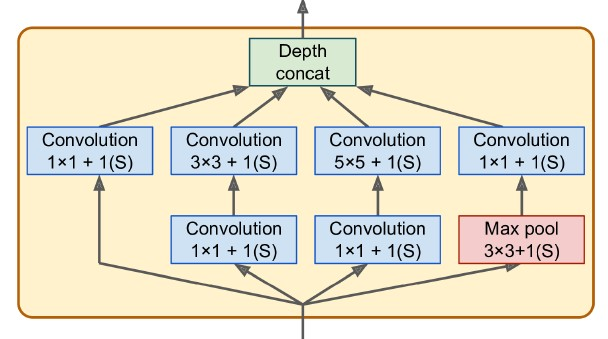 Depth
concat
Convolution
1×1 + 1(S)
Convolution
3×3 + 1(S)
Convolution
5×5 + 1(S)
Convolution
1×1 + 1(S)
Convolution
1×1 + 1(S)
Convolution
1×1 + 1(S)
Max pool
3×3+1(S)